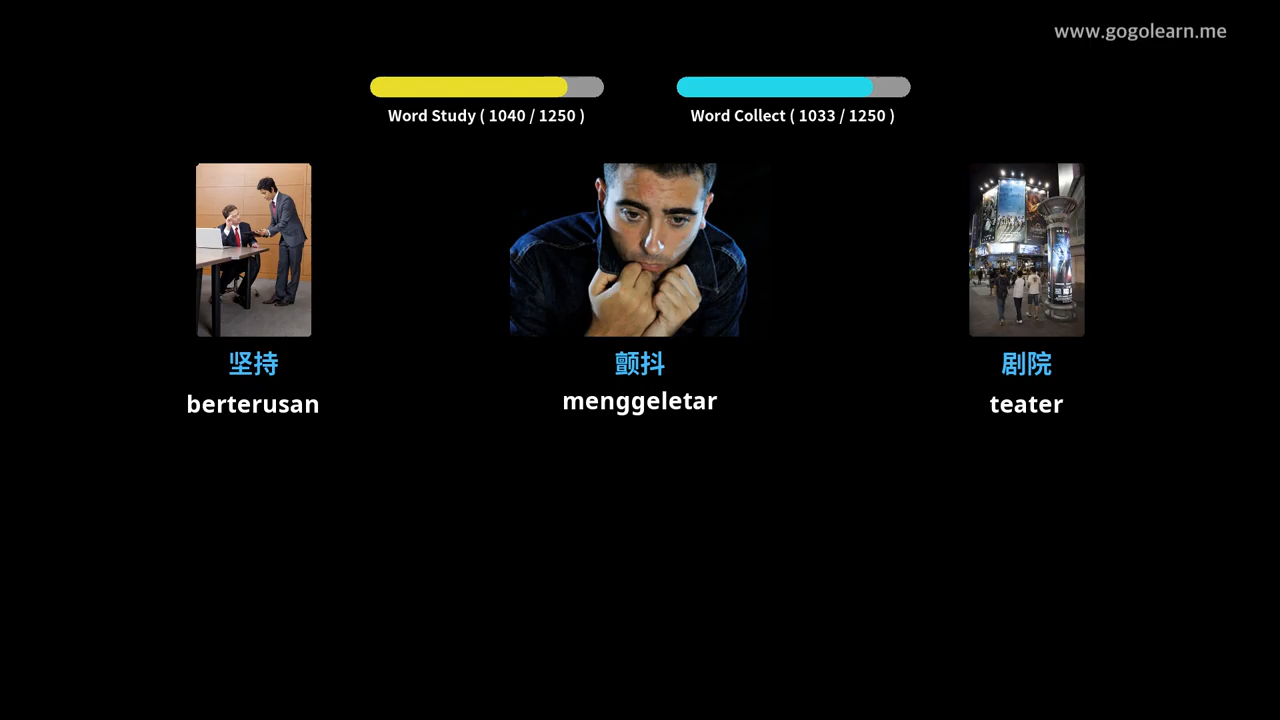 www.gogolearn.me
Word Study ( 1040 / 1250 )
Word Collect ( 1033 / 1250 )
坚持
颤抖
剧院
berterusan
menggeletar
teater